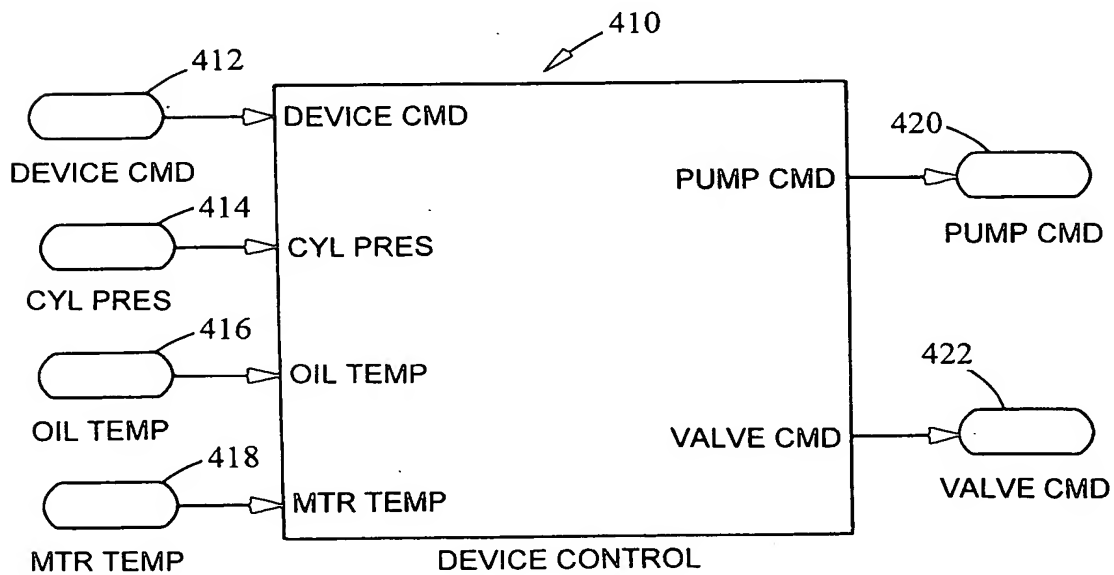 410
412
DEVICE CMD
DEVICE CMD
414
CYL PRES
CYL PRES
416
OIL TEMP
OIL TEMP
418
MTR TEMP
MTR TEMP
PUMP CMD
420
PUMP CMD
VALVE CMD
422
VALVE CMD
DEVICE CONTROL